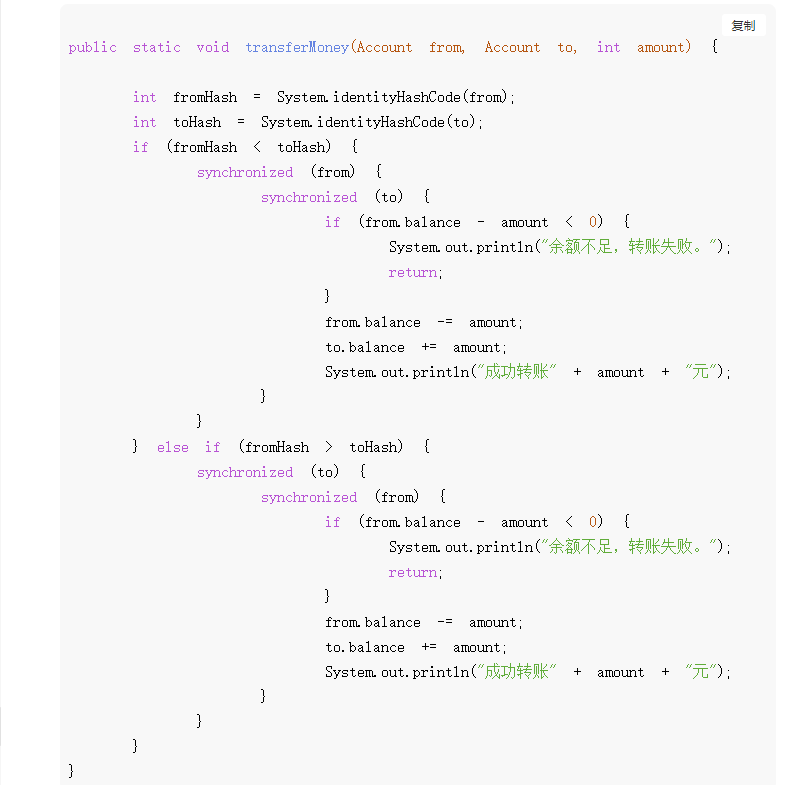 复制
public static void transferMoney(Account from, Account to, int amount) {
int fromHash = System.identityHashCode(from);
int toHash = System.identityHashCode(to);
if (fromHash < toHash) {
synchronized (from) {
synchronized (to) {
if (from.balance - amount < 0) {
System.out.println("余额不足，转账失败。");
return;
}
from.balance -= amount;
to.balance += amount;
System.out.println("成功转账" + amount + "元");
}
}
} else if (fromHash > toHash) {
synchronized (to) {
synchronized (from) {
if (from.balance - amount < 0) {
System.out.println("余额不足，转账失败。");
return;
}
from.balance -= amount;
to.balance += amount;
System.out.println("成功转账" + amount + "元");
}
}
}
}